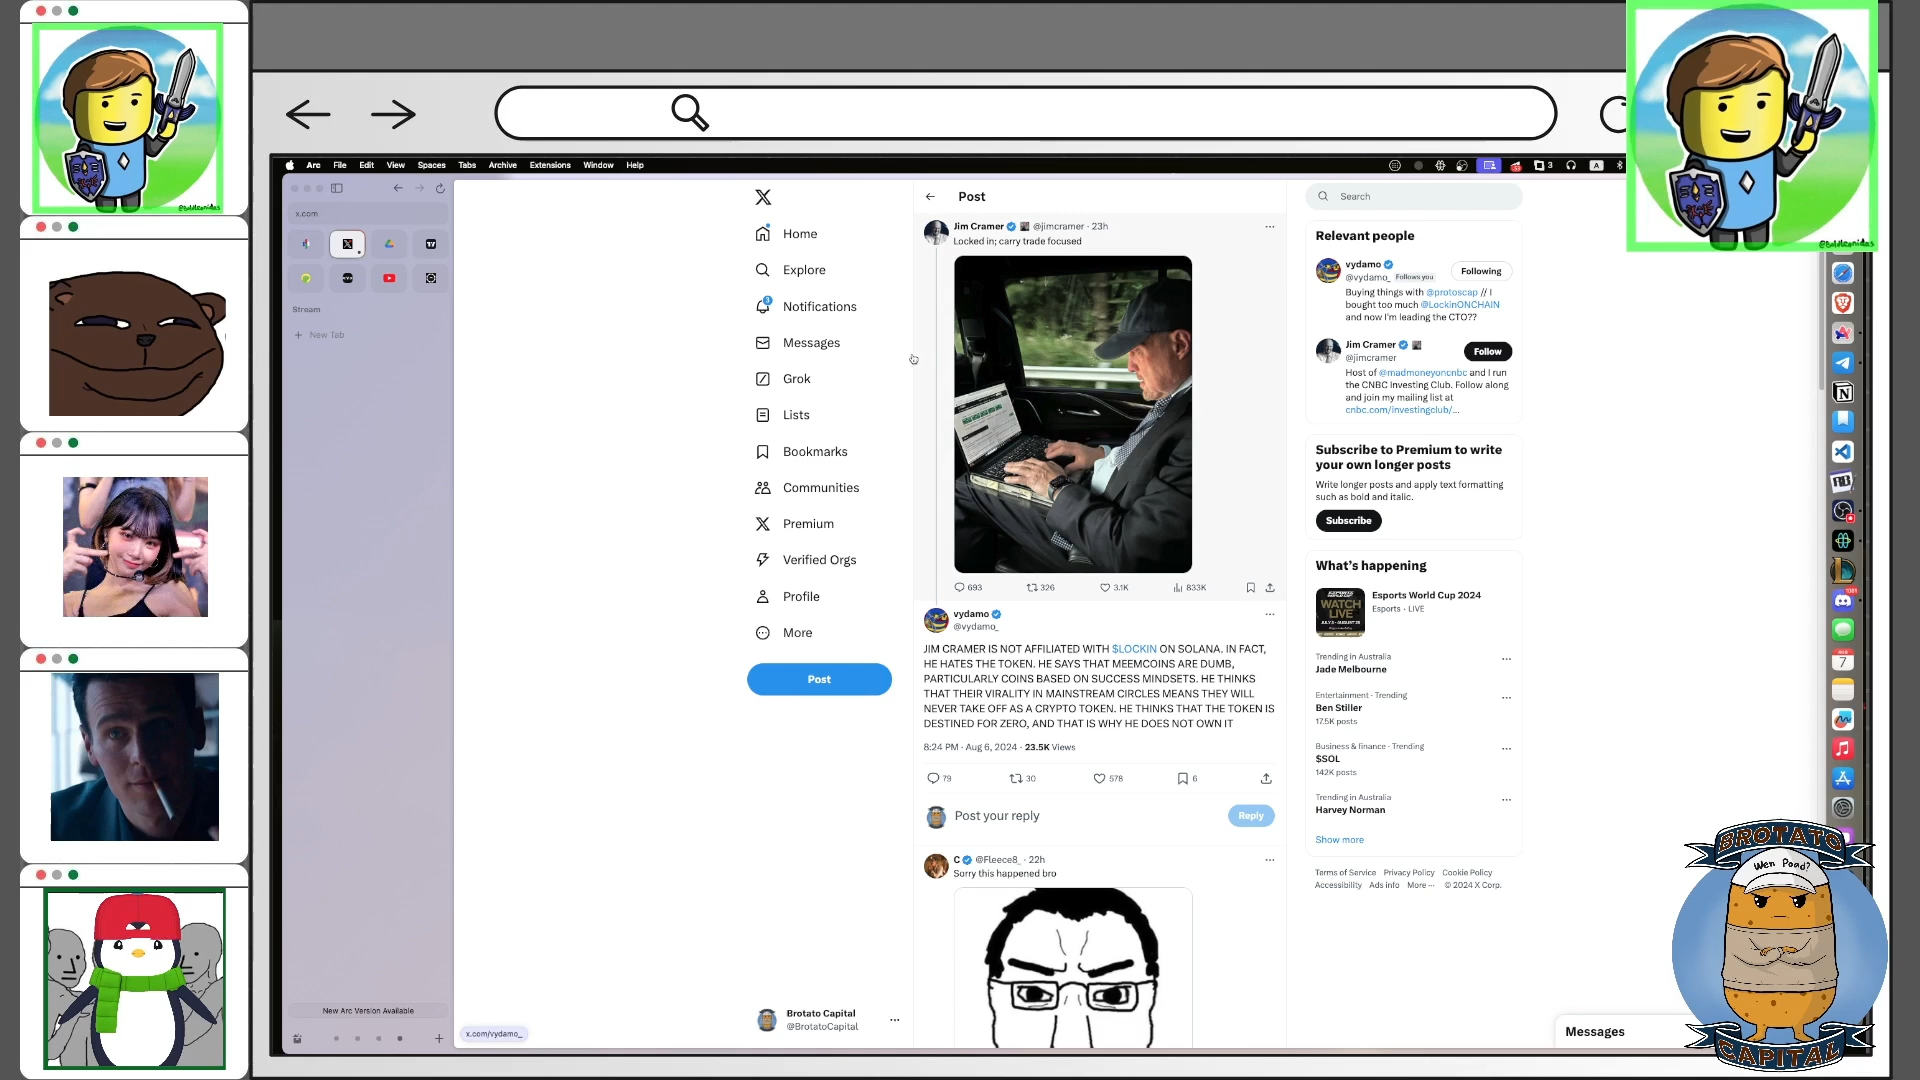 @boldleonidas
@boldleonidas
Arc File Edit View Spaces Tabs Archive Extensions Window Help
3
A
x.com
Stream
New Tab
New Arc Version Available
x.com/vydamo_
Home
Explore
3
Notifications
Messages
Grok
Lists
Bookmarks
Communities
Premium
Verified Orgs
Profile
More
Post
Brotato Capital
@BrotatoCapital
Post
Jim Cramer @jimcramer · 23h
Locked in; carry trade focused
693 326 3.1K 833K
vydamo
@vydamo_
JIM CRAMER IS NOT AFFILIATED WITH $LOCKIN ON SOLANA. IN FACT,
HE HATES THE TOKEN. HE SAYS THAT MEEMCOINS ARE DUMB,
PARTICULARLY COINS BASED ON SUCCESS MINDSETS. HE THINKS
THAT THEIR VIRALITY IN MAINSTREAM CIRCLES MEANS THEY WILL
NEVER TAKE OFF AS A CRYPTO TOKEN. HE THINKS THAT THE TOKEN IS
DESTINED FOR ZERO, AND THAT IS WHY HE DOES NOT OWN IT
8:24 PM · Aug 6, 2024 · 23.5K Views
79 30 578 6
Post your reply
Reply
C @Fleece8_ · 22h
Sorry this happened bro
Search
Relevant people
vydamo
@vydamo_ Follows you
Following
Buying things with @protoscap // I
bought too much @LockinONCHAIN
and now I'm leading the CTO??
Jim Cramer
@jimcramer
Follow
Host of @madmoneyoncnbc and I run
the CNBC Investing Club. Follow along
and join my mailing list at
cnbc.com/investingclub/...
Subscribe to Premium to write
your own longer posts
Write longer posts and apply text formatting
such as bold and italic.
Subscribe
What's happening
WATCH
LIVE
Esports World Cup 2024
Esports · LIVE
Trending in Australia
Jade Melbourne
Entertainment · Trending
Ben Stiller
17.5K posts
Business & finance · Trending
$SOL
142K posts
Trending in Australia
Harvey Norman
Show more
Terms of Service Privacy Policy Cookie Policy
Accessibility Ads info More ··· © 2024 X Corp.
Messages
7
BROTATO
Wen Poad?
CAPITAL